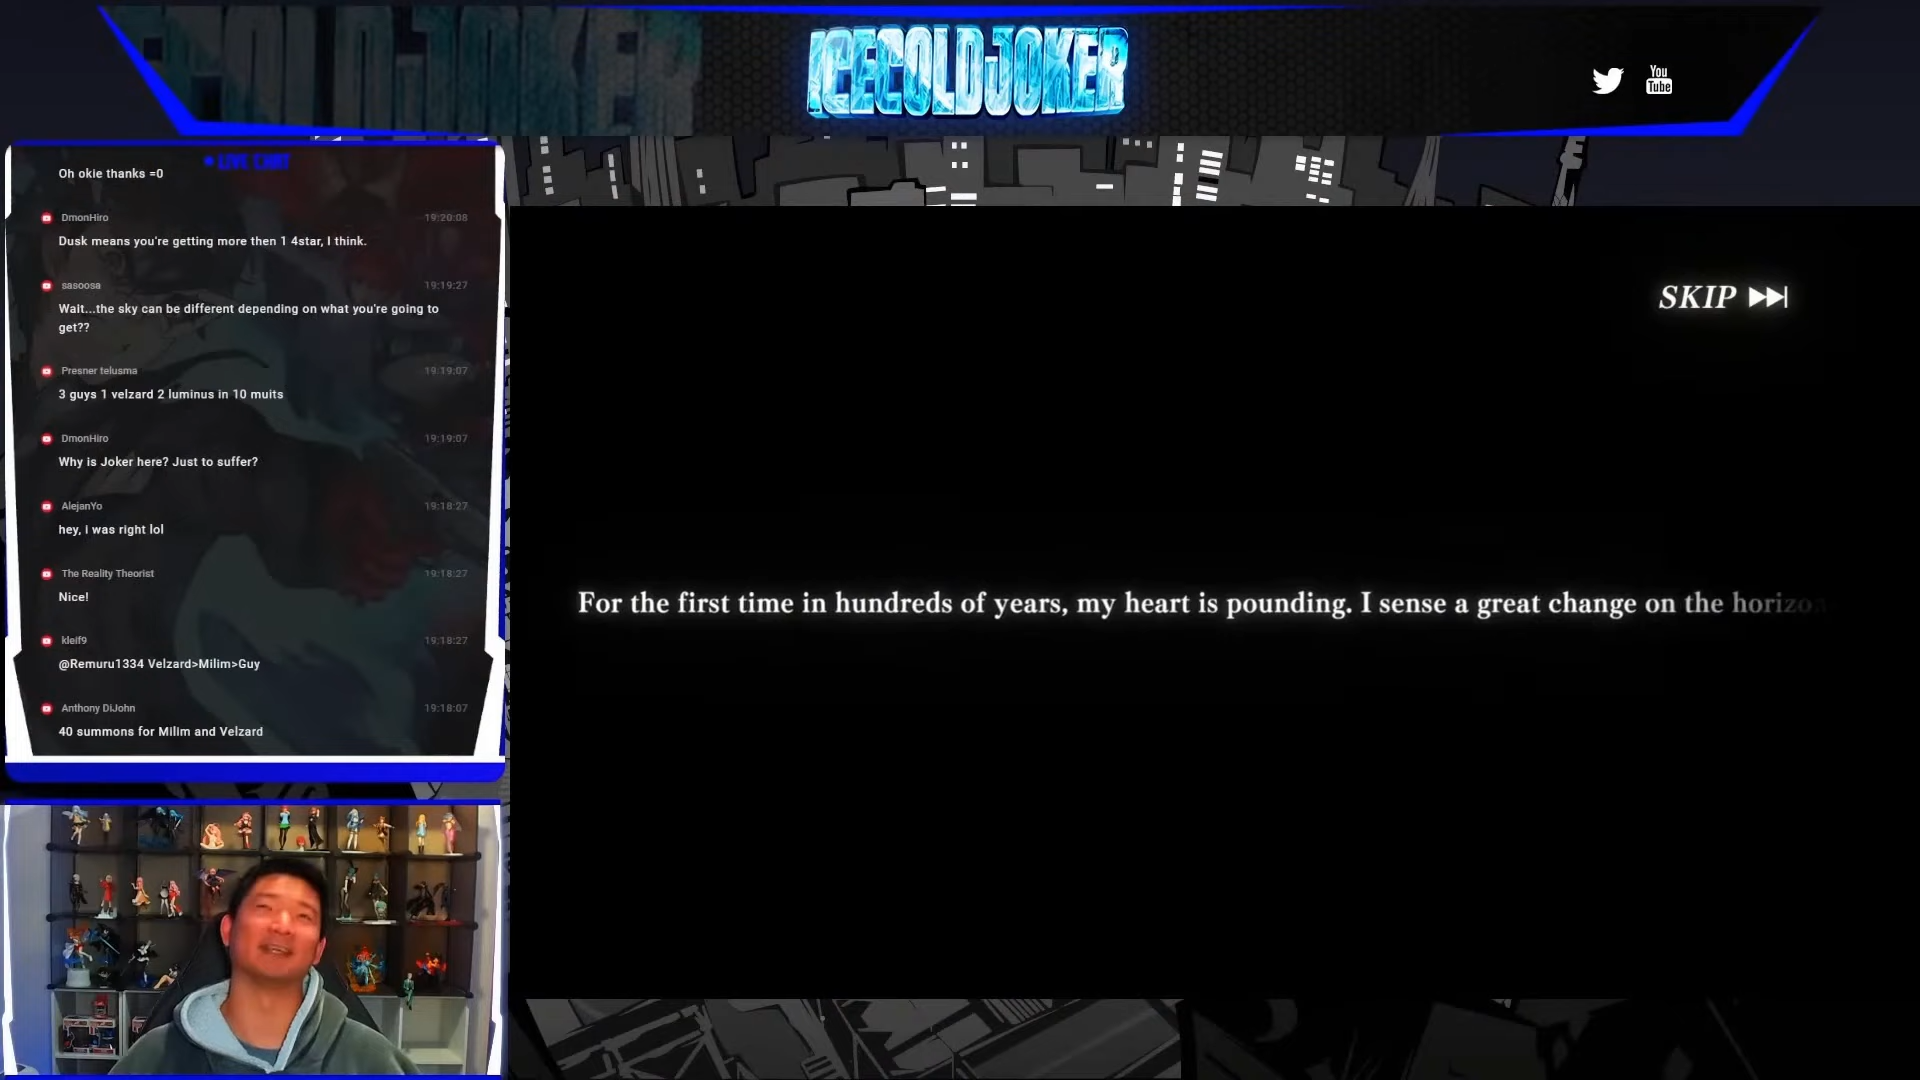 ICECOLDJOKER
You
Tube
LIVE CHAT
Oh okie thanks =0
DmonHiro 19:20:08
Dusk means you're getting more then 1 4star, I think.
sasoosa 19:19:27
Wait...the sky can be different depending on what you're going to
get??
Presner telusma 19:19:07
3 guys 1 velzard 2 luminus in 10 muits
DmonHiro 19:19:07
Why is Joker here? Just to suffer?
AlejanYo 19:18:27
hey, i was right lol
The Reality Theorist 19:18:27
Nice!
kleif9 19:18:27
@Remuru1334 Velzard>Milim>Guy
Anthony DiJohn 19:18:07
40 summons for Milim and Velzard
SKIP
For the first time in hundreds of years, my heart is pounding. I sense a great change on the horizo